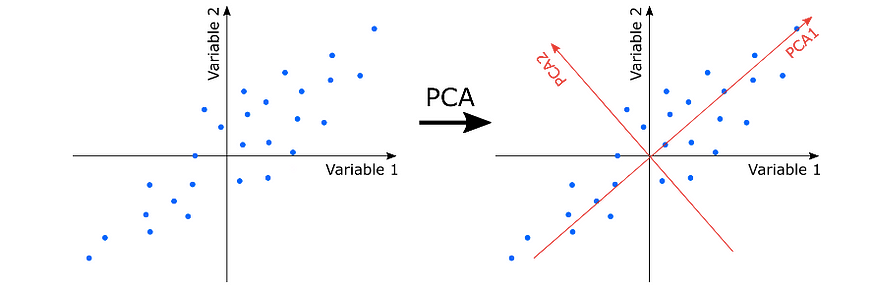 Variable 2
Variable 1
PCA
Variable 2
PCA2
PCA1
Variable 1